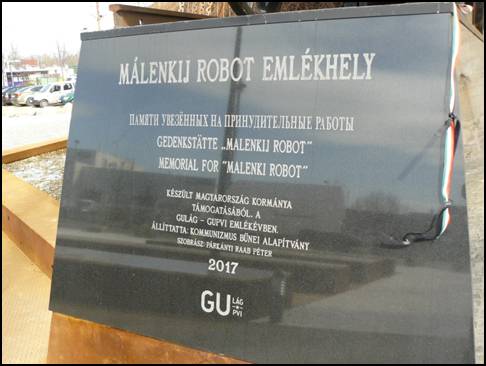 MÁLENKIJ ROBOT EMLÉKHELY
ПАМЯТИ УВЕЗЁННЫХ НА ПРИНУДИТЕЛЬНЫЕ РАБОТЫ
GEDENKSTÄTTE „MALENKIJ ROBOT"
MEMORIAL FOR "MALENKI ROBOT"
KÉSZÜLT MAGYARORSZÁG KORMÁNYA
TÁMOGATÁSÁBÓL, A
GULÁG – GUPVI EMLÉKÉVBEN.
ÁLLÍTTATTA: KOMMUNIZMUS BŰNEI ALAPÍTVÁNY
SZOBRÁSZ: PÁRKÁNYI RAAB PÉTER
2017
GU LÁG
PVI